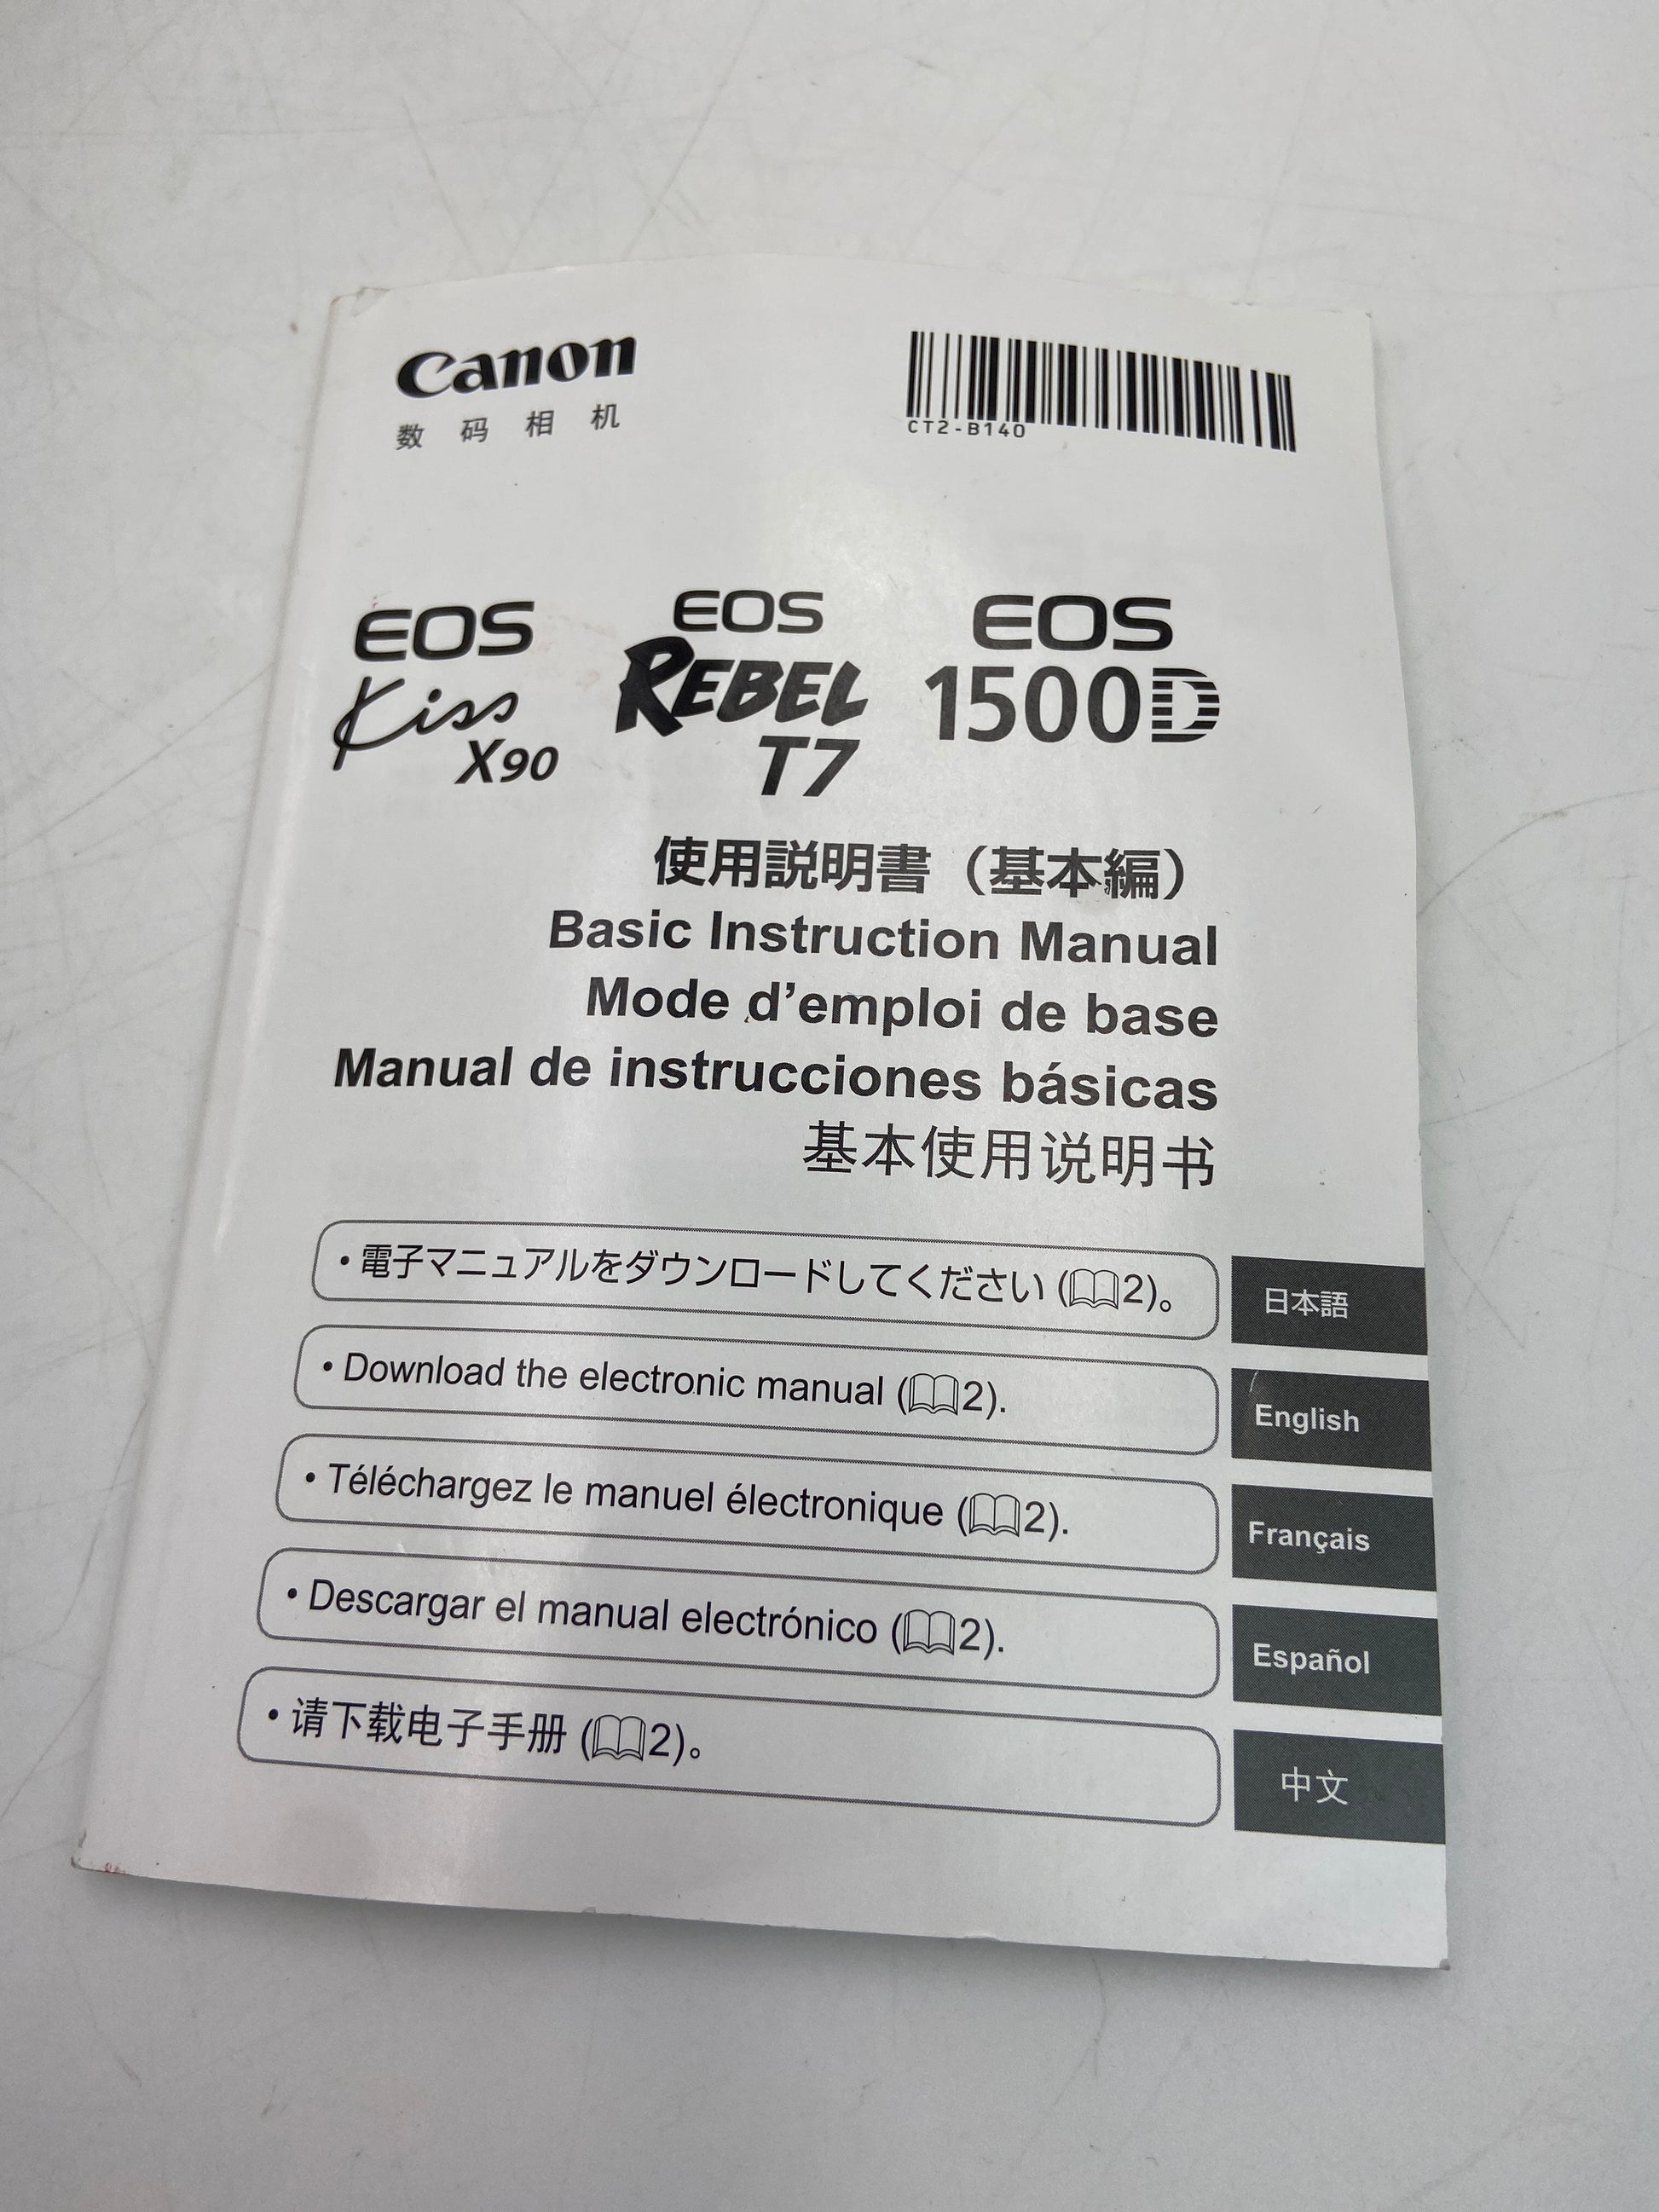 Canon
数码相机
CT2-B140
EOS Kiss X90
EOS REBEL T7
EOS 1500D
使用説明書（基本編）
Basic Instruction Manual
Mode d'emploi de base
Manual de instrucciones básicas
基本使用说明书
• 電子マニュアルをダウンロードしてください (2)。
日本語
• Download the electronic manual (2).
English
• Téléchargez le manuel électronique (2).
Français
• Descargar el manual electrónico (2).
Español
• 请下载电子手册 (2)。
中文